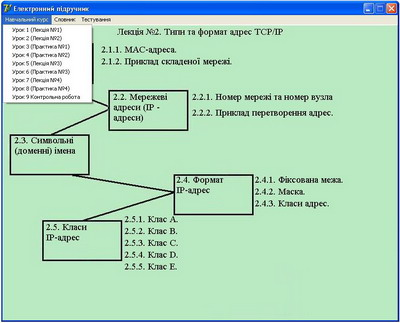 Електронний підручник
Навчальний курс Словник Тестування
Урок 1 (Лекція №1)
Урок 2 (Лекція №2)
Урок 3 (Практика №1)
Урок 4 (Практика №2)
Урок 5 (Лекція №3)
Урок 6 (Практика №3)
Урок 7 (Лекція №4)
Урок 8 (Практика №4)
Урок 9 Контрольна робота
Лекція №2. Типи та формат адрес TCP/IP
2.1.1. MAC-адреса.
2.1.2. Приклад складеної мережі.
2.2. Мережеві
адреси (IP -
адреси)
2.2.1. Номер мережі та номер вузла
2.2.2. Приклад перетворення адрес.
2.3. Символьні
(доменні) імена
2.4. Формат
IP-адрес
2.4.1. Фіксована межа.
2.4.2. Маска.
2.4.3. Класи адрес.
2.5. Класи
IP-адрес
2.5.1. Клас A.
2.5.2. Клас B.
2.5.3. Клас C.
2.5.4. Клас D.
2.5.5. Клас E.